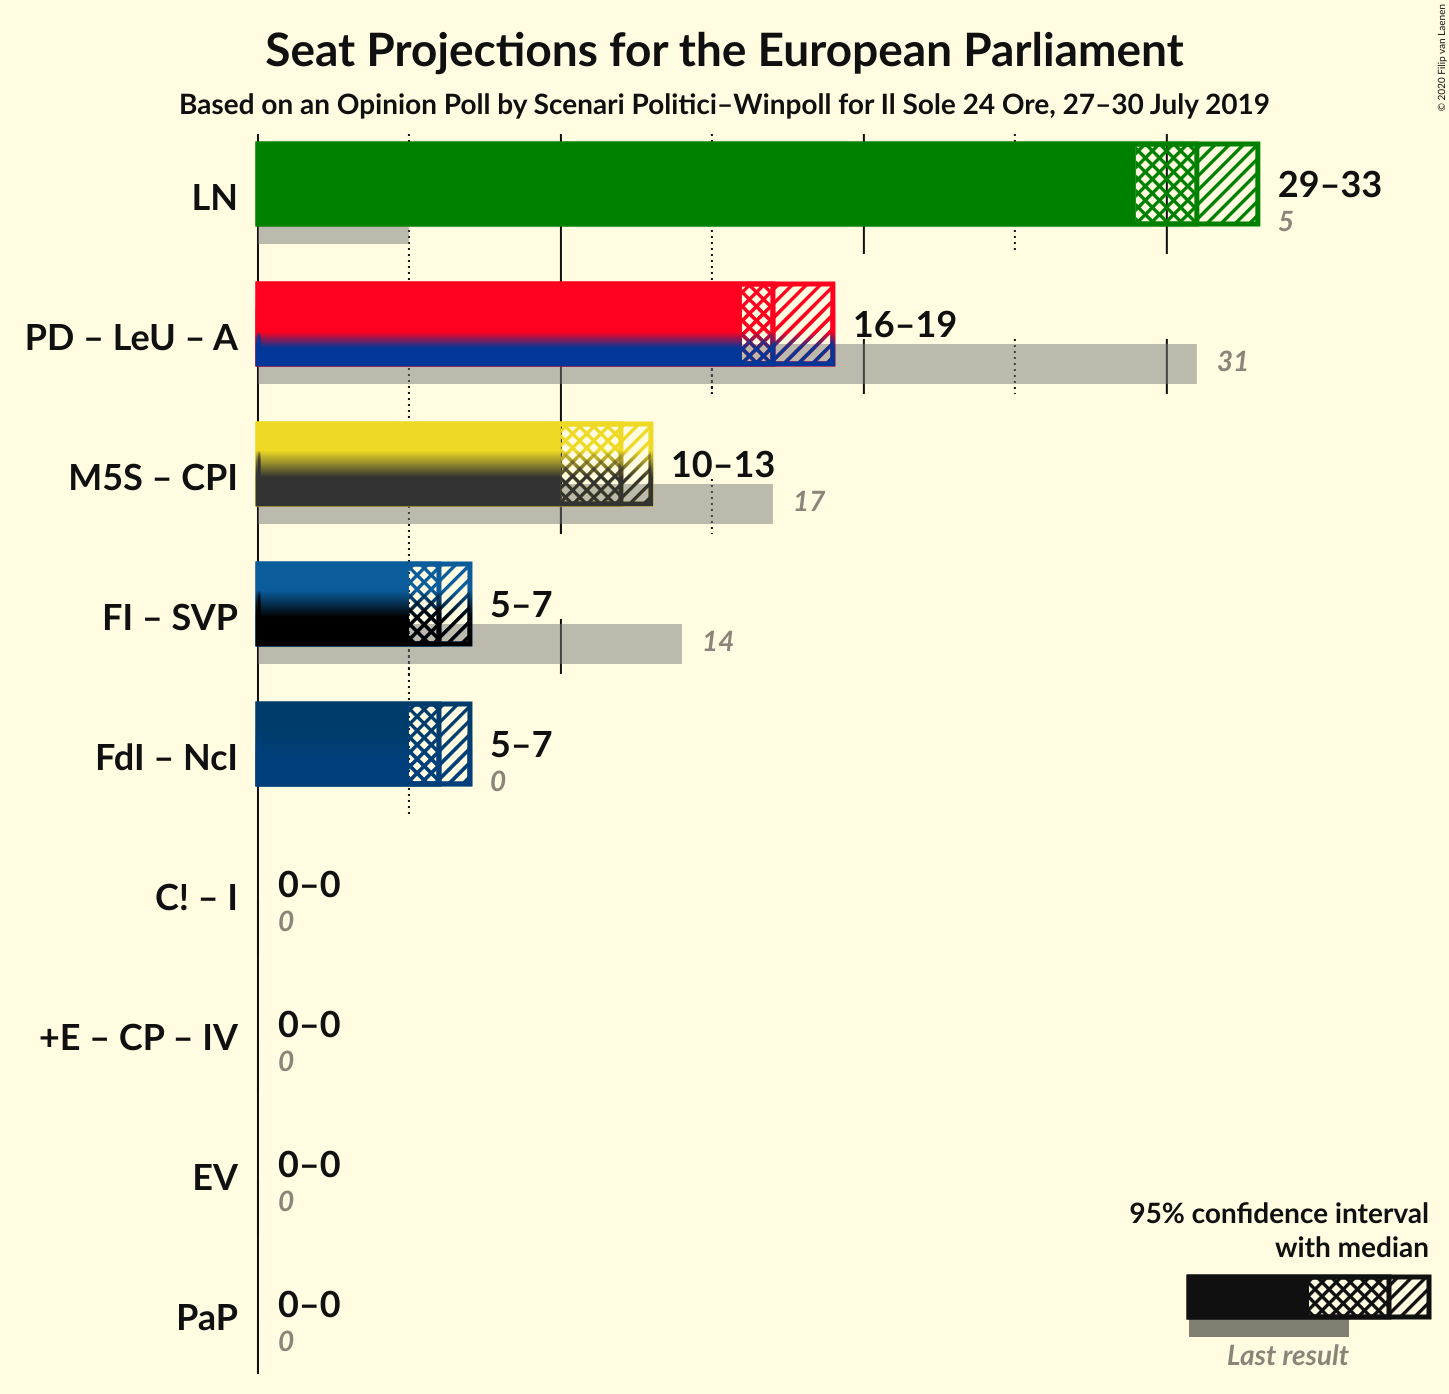 Seat Projections for the European Parliament
Based on an Opinion Poll by Scenari Politici–Winpoll for Il Sole 24 Ore, 27–30 July 2019
© 2020 Filip van Laenen
LN
29–33
5
PD – LeU – A
16–19
31
M5S – CPI
10–13
17
FI – SVP
5–7
14
FdI – NcI
5–7
0
C! – I
0–0
0
+E – CP – IV
0–0
0
EV
0–0
0
PaP
0–0
0
95% confidence interval
with median
Last result